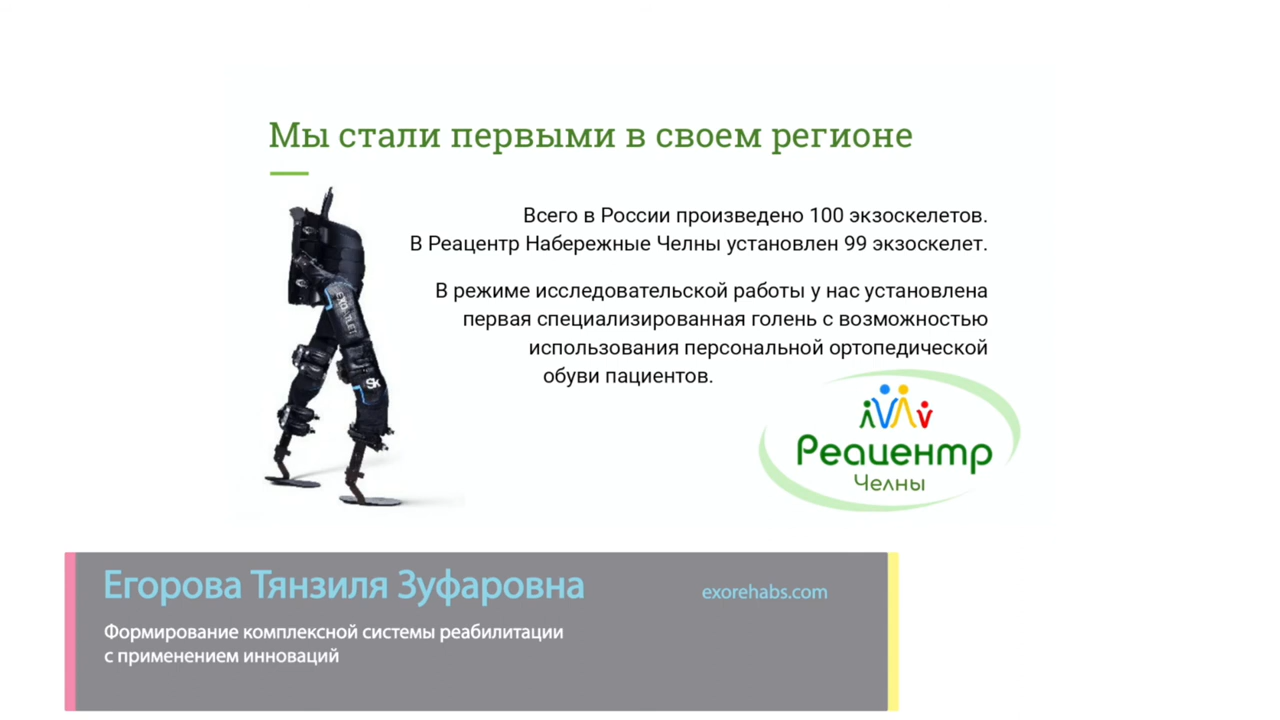 Мы стали первыми в своем регионе
Всего в России произведено 100 экзоскелетов.
В Реацентр Набережные Челны установлен 99 экзоскелет.
В режиме исследовательской работы у нас установлена
первая специализированная голень с возможностью
использования персональной ортопедической
обуви пациентов.
EXOATLET
Sk
Реацентр
Челны
Егорова Тянзиля Зуфаровна
exorehabs.com
Формирование комплексной системы реабилитации
с применением инноваций